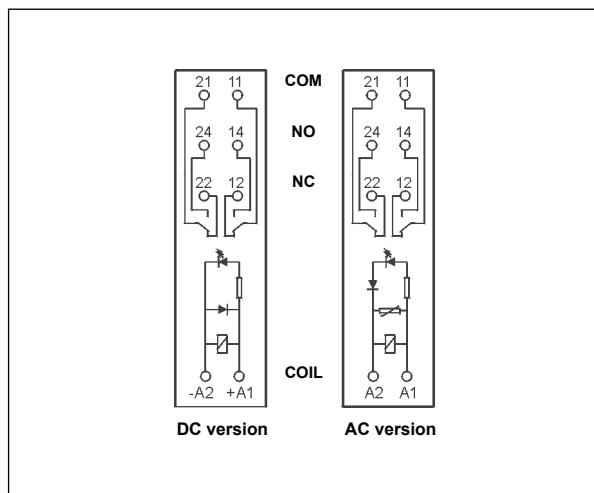 21 11 COM 21 11
24 14 NO 24 14
22 12 NC 22 12
-A2 +A1 COIL A2 A1
DC version AC version